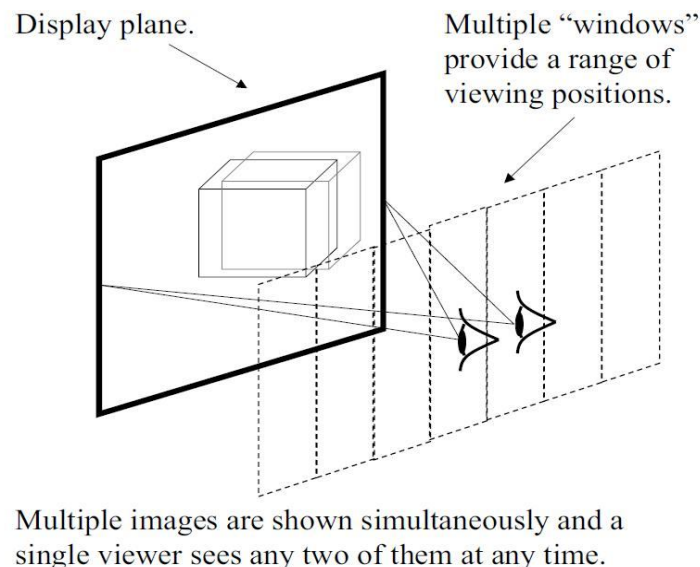 Display plane.
Multiple “windows”
provide a range of
viewing positions.
Multiple images are shown simultaneously and a
single viewer sees any two of them at any time.